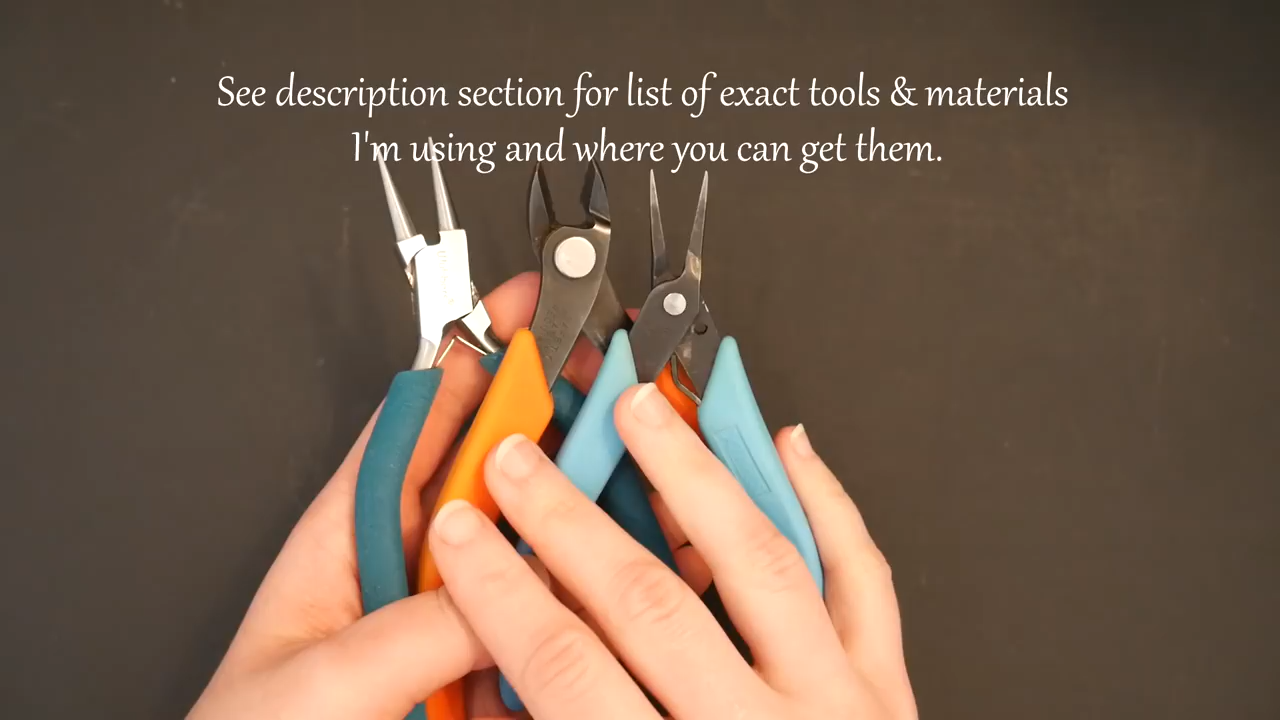 See description section for list of exact tools & materials
I'm using and where you can get them.